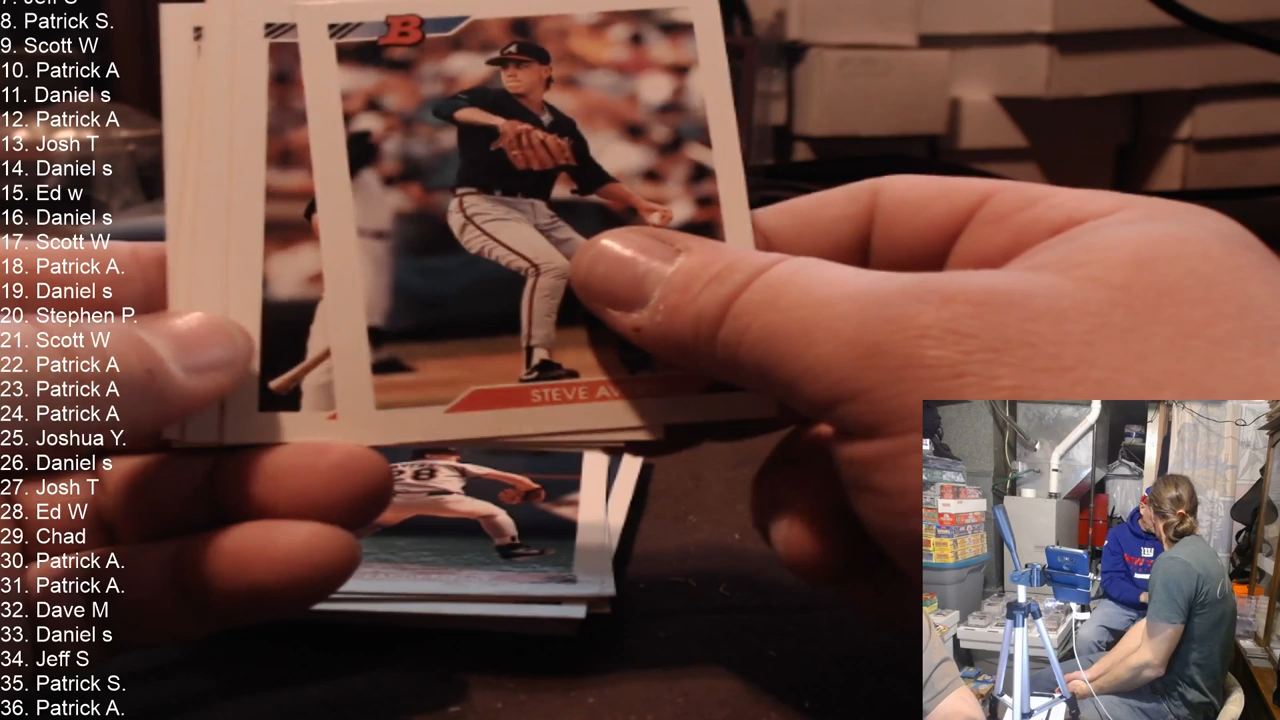 8. Patrick S.
9. Scott W
10. Patrick A
11. Daniel s
12. Patrick A
13. Josh T
14. Daniel s
15. Ed w
16. Daniel s
17. Scott W
18. Patrick A.
19. Daniel s
20. Stephen P.
21. Scott W
22. Patrick A
23. Patrick A
24. Patrick A
25. Joshua Y.
26. Daniel s
27. Josh T
28. Ed W
29. Chad
30. Patrick A.
31. Patrick A.
32. Dave M
33. Daniel s
34. Jeff S
35. Patrick S.
36. Patrick A.
B
A
STEVE
28